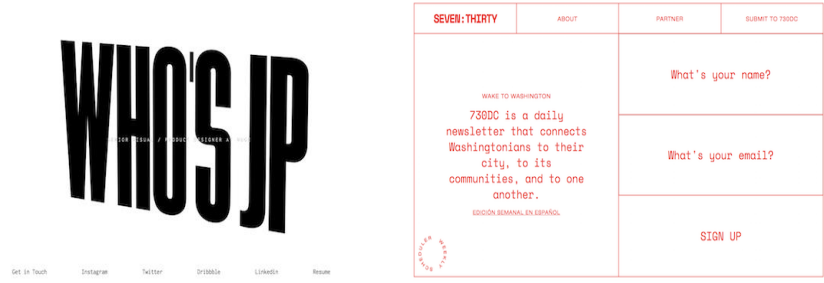 WHO'S JP
Get in Touch
Instagram
Twitter
Dribbble
Linkedin
Resume
SEVEN:THIRTY
ABOUT
PARTNER
SUBMIT TO 730DC
WAKE TO WASHINGTON
730DC is a daily
newsletter that connects
Washingtonians to their
city, to its
communities, and to one
another.
EDICIÓN SEMANAL EN ESPAÑOL
What's your name?
What's your email?
SIGN UP